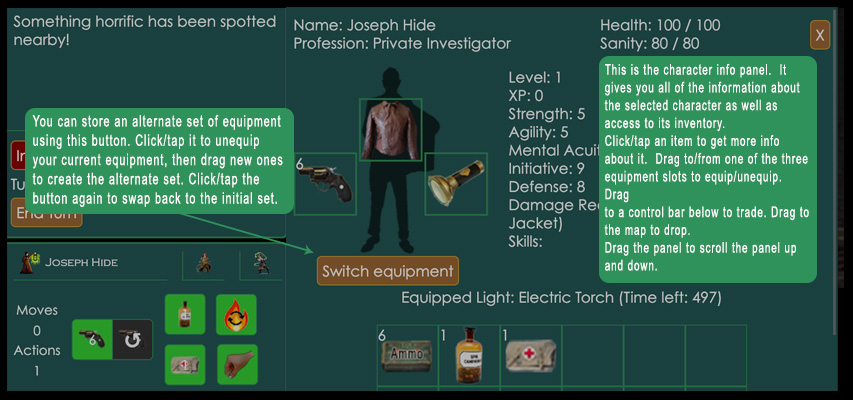 Something horrific has been spotted
nearby!
Name: Joseph Hide
Profession: Private Investigator
Health: 100 / 100
Sanity: 80 / 80
X
Level: 1
XP: 0
Strength: 5
Agility: 5
Mental Acuit
Initiative: 9
Defense: 8
Damage Re
Jacket)
Skills:
This is the character info panel. It
gives you all of the information about
the selected character as well as
access to its inventory.
Click/tap an item to get more info
about it. Drag to/from one of the three
equipment slots to equip/unequip.
Drag
to a control bar below to trade. Drag to
the map to drop.
Drag the panel to scroll the panel up
and down.
You can store an alternate set of equipment
using this button. Click/tap it to unequip
your current equipment, then drag new ones
to create the alternate set. Click/tap the
button again to swap back to the initial set.
In
Tu
End Turn
6
Switch equipment
Equipped Light: Electric Torch (Time left: 497)
Joseph Hide
Moves
0
Actions
1
6
6
Ammo
1
1